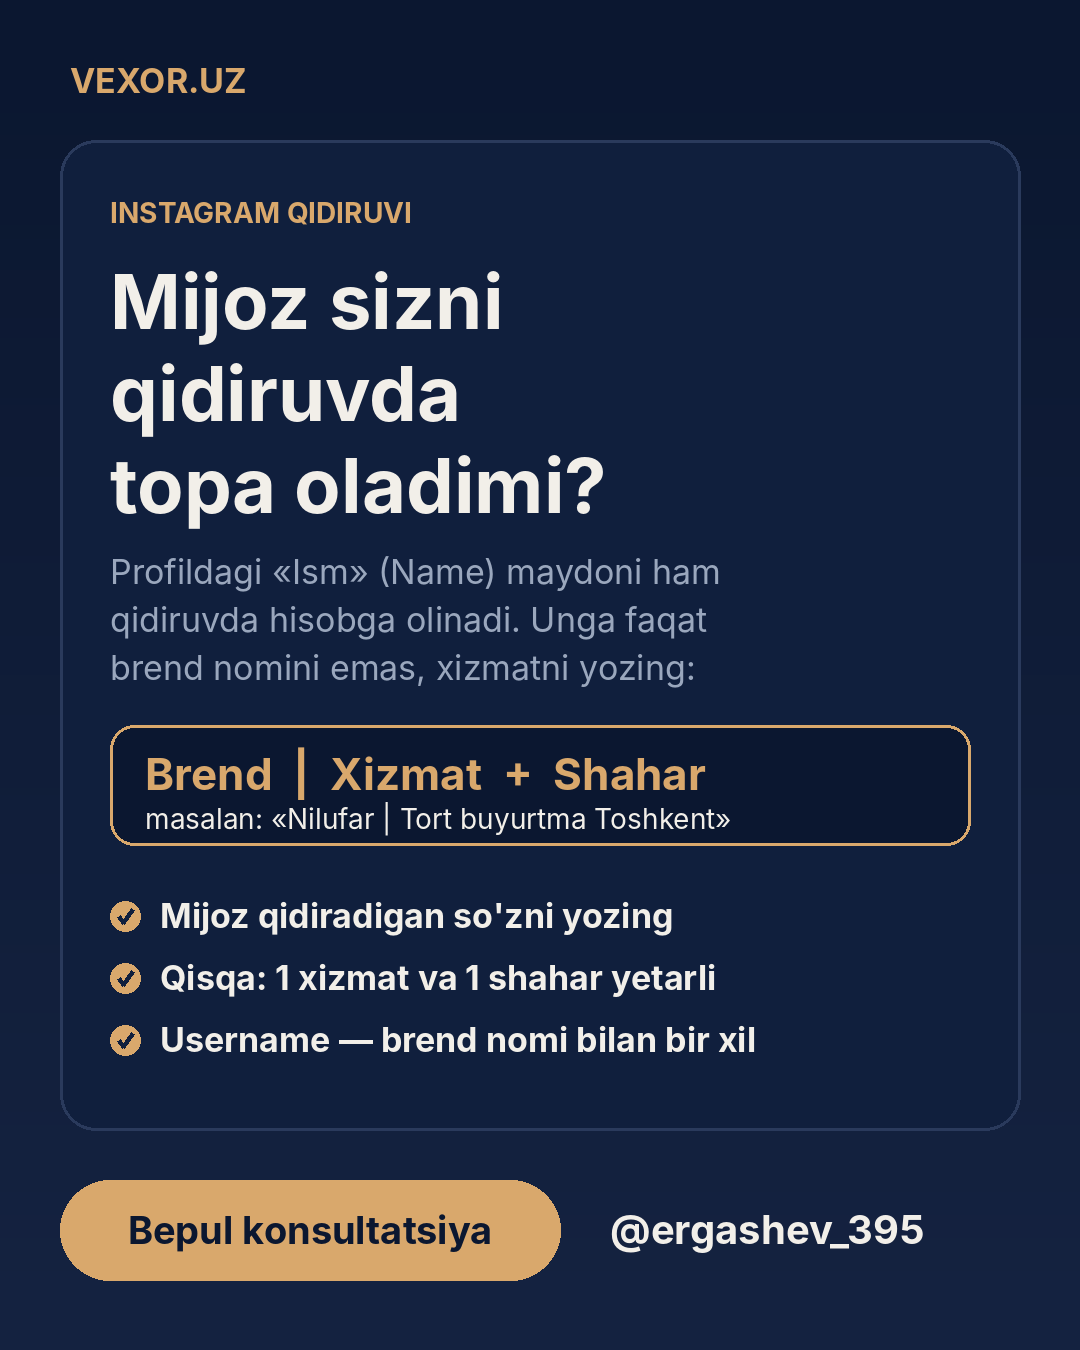 VEXOR.UZ
INSTAGRAM QIDIRUVI
Mijoz sizni
qidiruvda
topa oladimi?
Profildagi «Ism» (Name) maydoni ham
qidiruvda hisobga olinadi. Unga faqat
brend nomini emas, xizmatni yozing:
Brend | Xizmat + Shahar
masalan: «Nilufar | Tort buyurtma Toshkent»
Mijoz qidiradigan so'zni yozing
Qisqa: 1 xizmat va 1 shahar yetarli
Username — brend nomi bilan bir xil
Bepul konsultatsiya
@ergashev_395